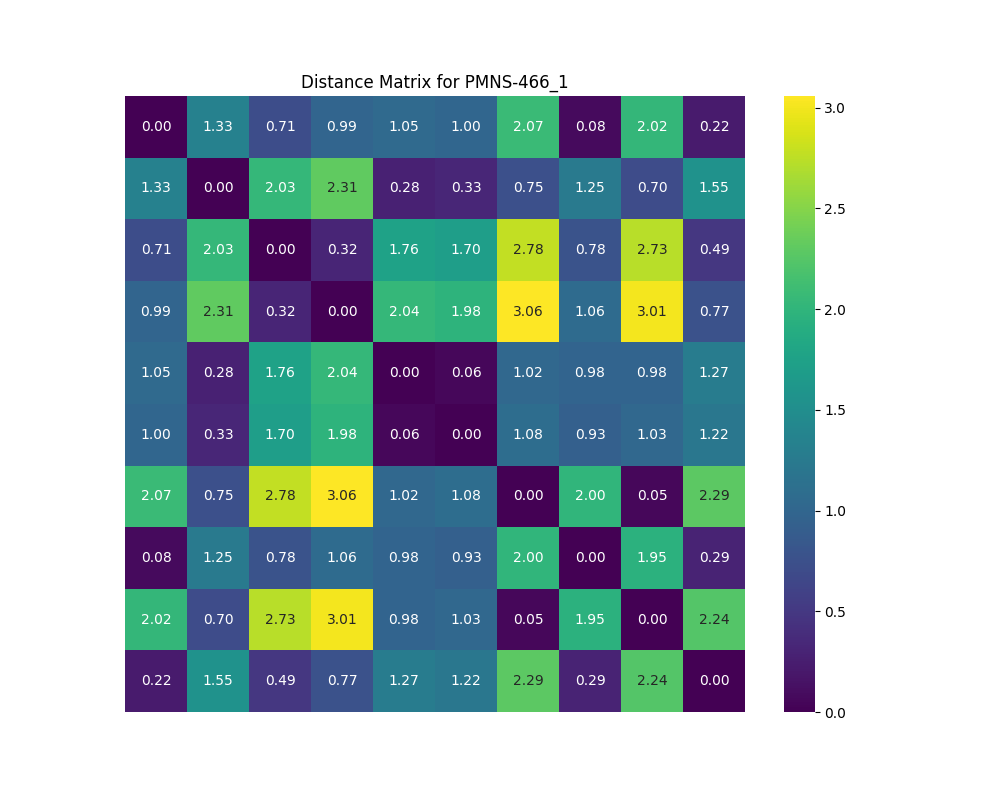 Distance Matrix for PMNS-466_1
0.00 1.33 0.71 0.99 1.05 1.00 2.07 0.08 2.02 0.22
1.33 0.00 2.03 2.31 0.28 0.33 0.75 1.25 0.70 1.55
0.71 2.03 0.00 0.32 1.76 1.70 2.78 0.78 2.73 0.49
0.99 2.31 0.32 0.00 2.04 1.98 3.06 1.06 3.01 0.77
1.05 0.28 1.76 2.04 0.00 0.06 1.02 0.98 0.98 1.27
1.00 0.33 1.70 1.98 0.06 0.00 1.08 0.93 1.03 1.22
2.07 0.75 2.78 3.06 1.02 1.08 0.00 2.00 0.05 2.29
0.08 1.25 0.78 1.06 0.98 0.93 2.00 0.00 1.95 0.29
2.02 0.70 2.73 3.01 0.98 1.03 0.05 1.95 0.00 2.24
0.22 1.55 0.49 0.77 1.27 1.22 2.29 0.29 2.24 0.00
3.0
2.5
2.0
1.5
1.0
0.5
0.0